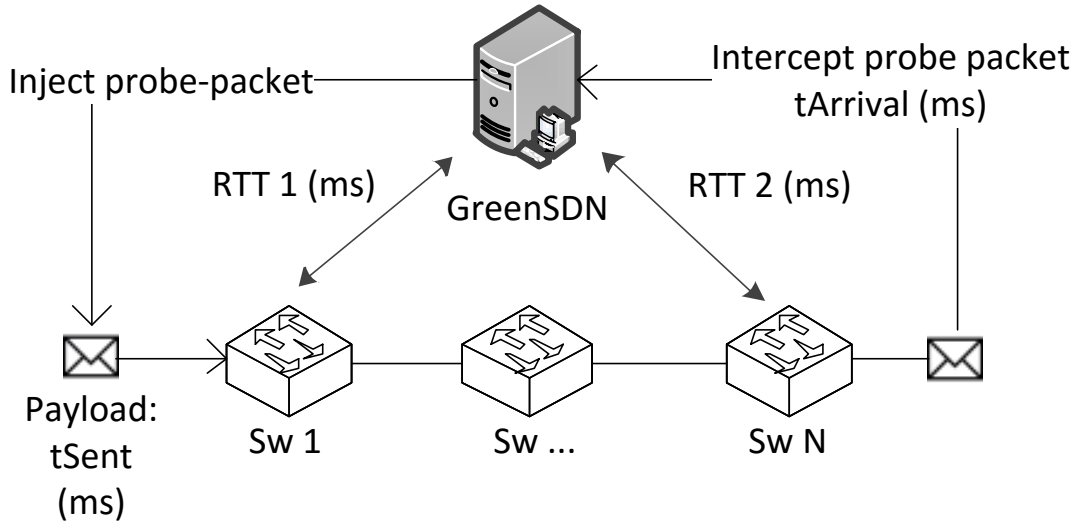 Inject probe-packet
Intercept probe packet
tArrival (ms)
RTT 1 (ms)
GreenSDN
RTT 2 (ms)
Payload:
tSent
(ms)
Sw 1
Sw ...
Sw N